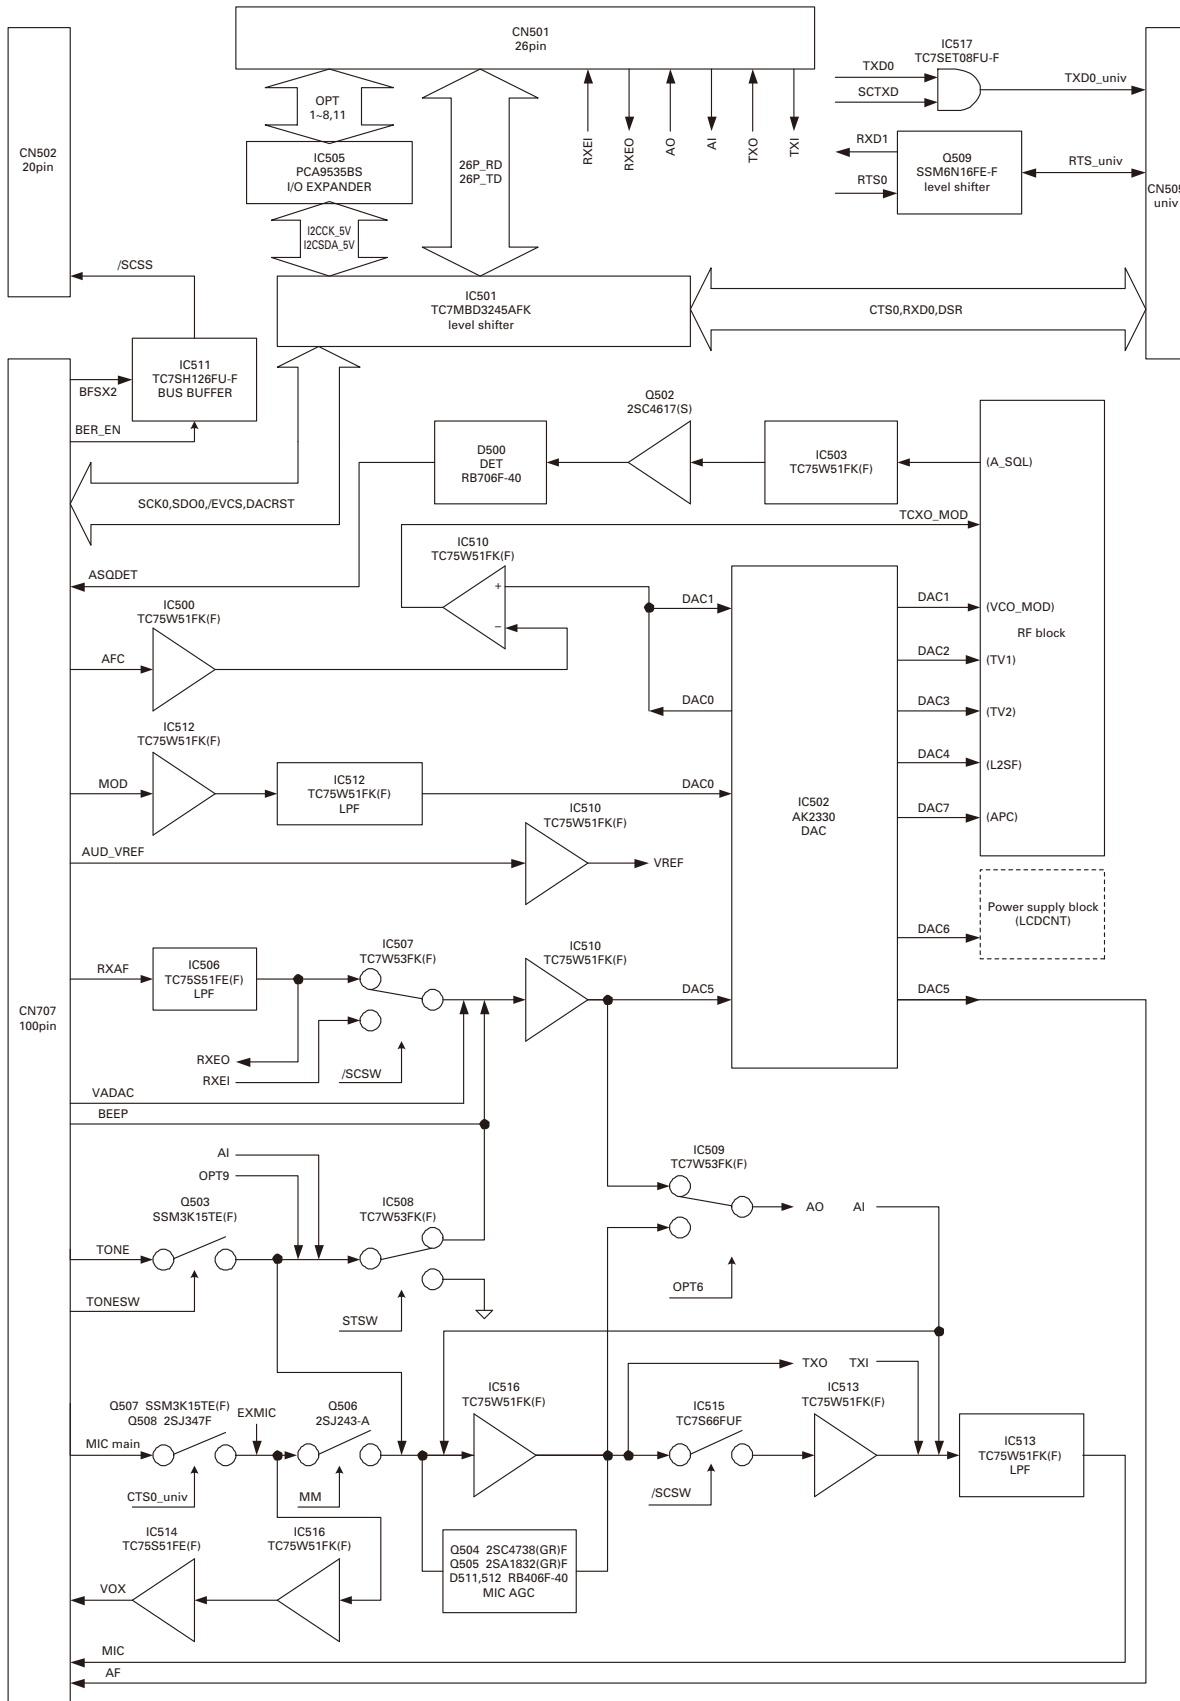 CN501
26pin
CN502
20pin
OPT
1~8,11
IC505
PCA9535BS
I/O EXPANDER
I2CCK_5V
I2CSDA_5V
26P_RD
26P_TD
RXEI
RXEO
AO
AI
TXO
TXI
IC517
TC7SET08FU-F
TXD0
SCTXD
TXD0_univ
RXD1
RTS0
Q509
SSM6N16FE-F
level shifter
RTS_univ
CN505
univ
/SCSS
IC501
TC7MBD3245AFK
level shifter
CTS0,RXD0,DSR
IC511
TC7SH126FU-F
BUS BUFFER
BFSX2
BER_EN
SCK0,SDO0,/EVCS,DACRST
Q502
2SC4617(S)
D500
DET
RB706F-40
IC503
TC75W51FK(F)
(A_SQL)
TCXO_MOD
ASQDET
IC510
TC75W51FK(F)
+
−
IC500
TC75W51FK(F)
AFC
DAC1
DAC1
(VCO_MOD)
RF block
DAC2
(TV1)
DAC0
DAC3
(TV2)
IC512
TC75W51FK(F)
MOD
IC512
TC75W51FK(F)
LPF
DAC0
DAC4
(L2SF)
IC502
AK2330
DAC
DAC7
(APC)
IC510
TC75W51FK(F)
AUD_VREF
VREF
Power supply block
(LCDCNT)
DAC6
CN707
100pin
RXAF
IC506
TC75S51FE(F)
LPF
IC507
TC7W53FK(F)
IC510
TC75W51FK(F)
DAC5
DAC5
RXEO
RXEI
/SCSW
VADAC
BEEP
AI
OPT9
Q503
SSM3K15TE(F)
IC508
TC7W53FK(F)
IC509
TC7W53FK(F)
AO
AI
TONE
TONESW
STSW
OPT6
TXO
TXI
Q507 SSM3K15TE(F)
Q508 2SJ347F
EXMIC
Q506
2SJ243-A
IC516
TC75W51FK(F)
IC515
TC7S66FUF
IC513
TC75W51FK(F)
IC513
TC75W51FK(F)
LPF
MIC main
CTS0_univ
MM
/SCSW
IC514
TC75S51FE(F)
IC516
TC75W51FK(F)
Q504 2SC4738(GR)F
Q505 2SA1832(GR)F
D511,512 RB406F-40
MIC AGC
VOX
MIC
AF